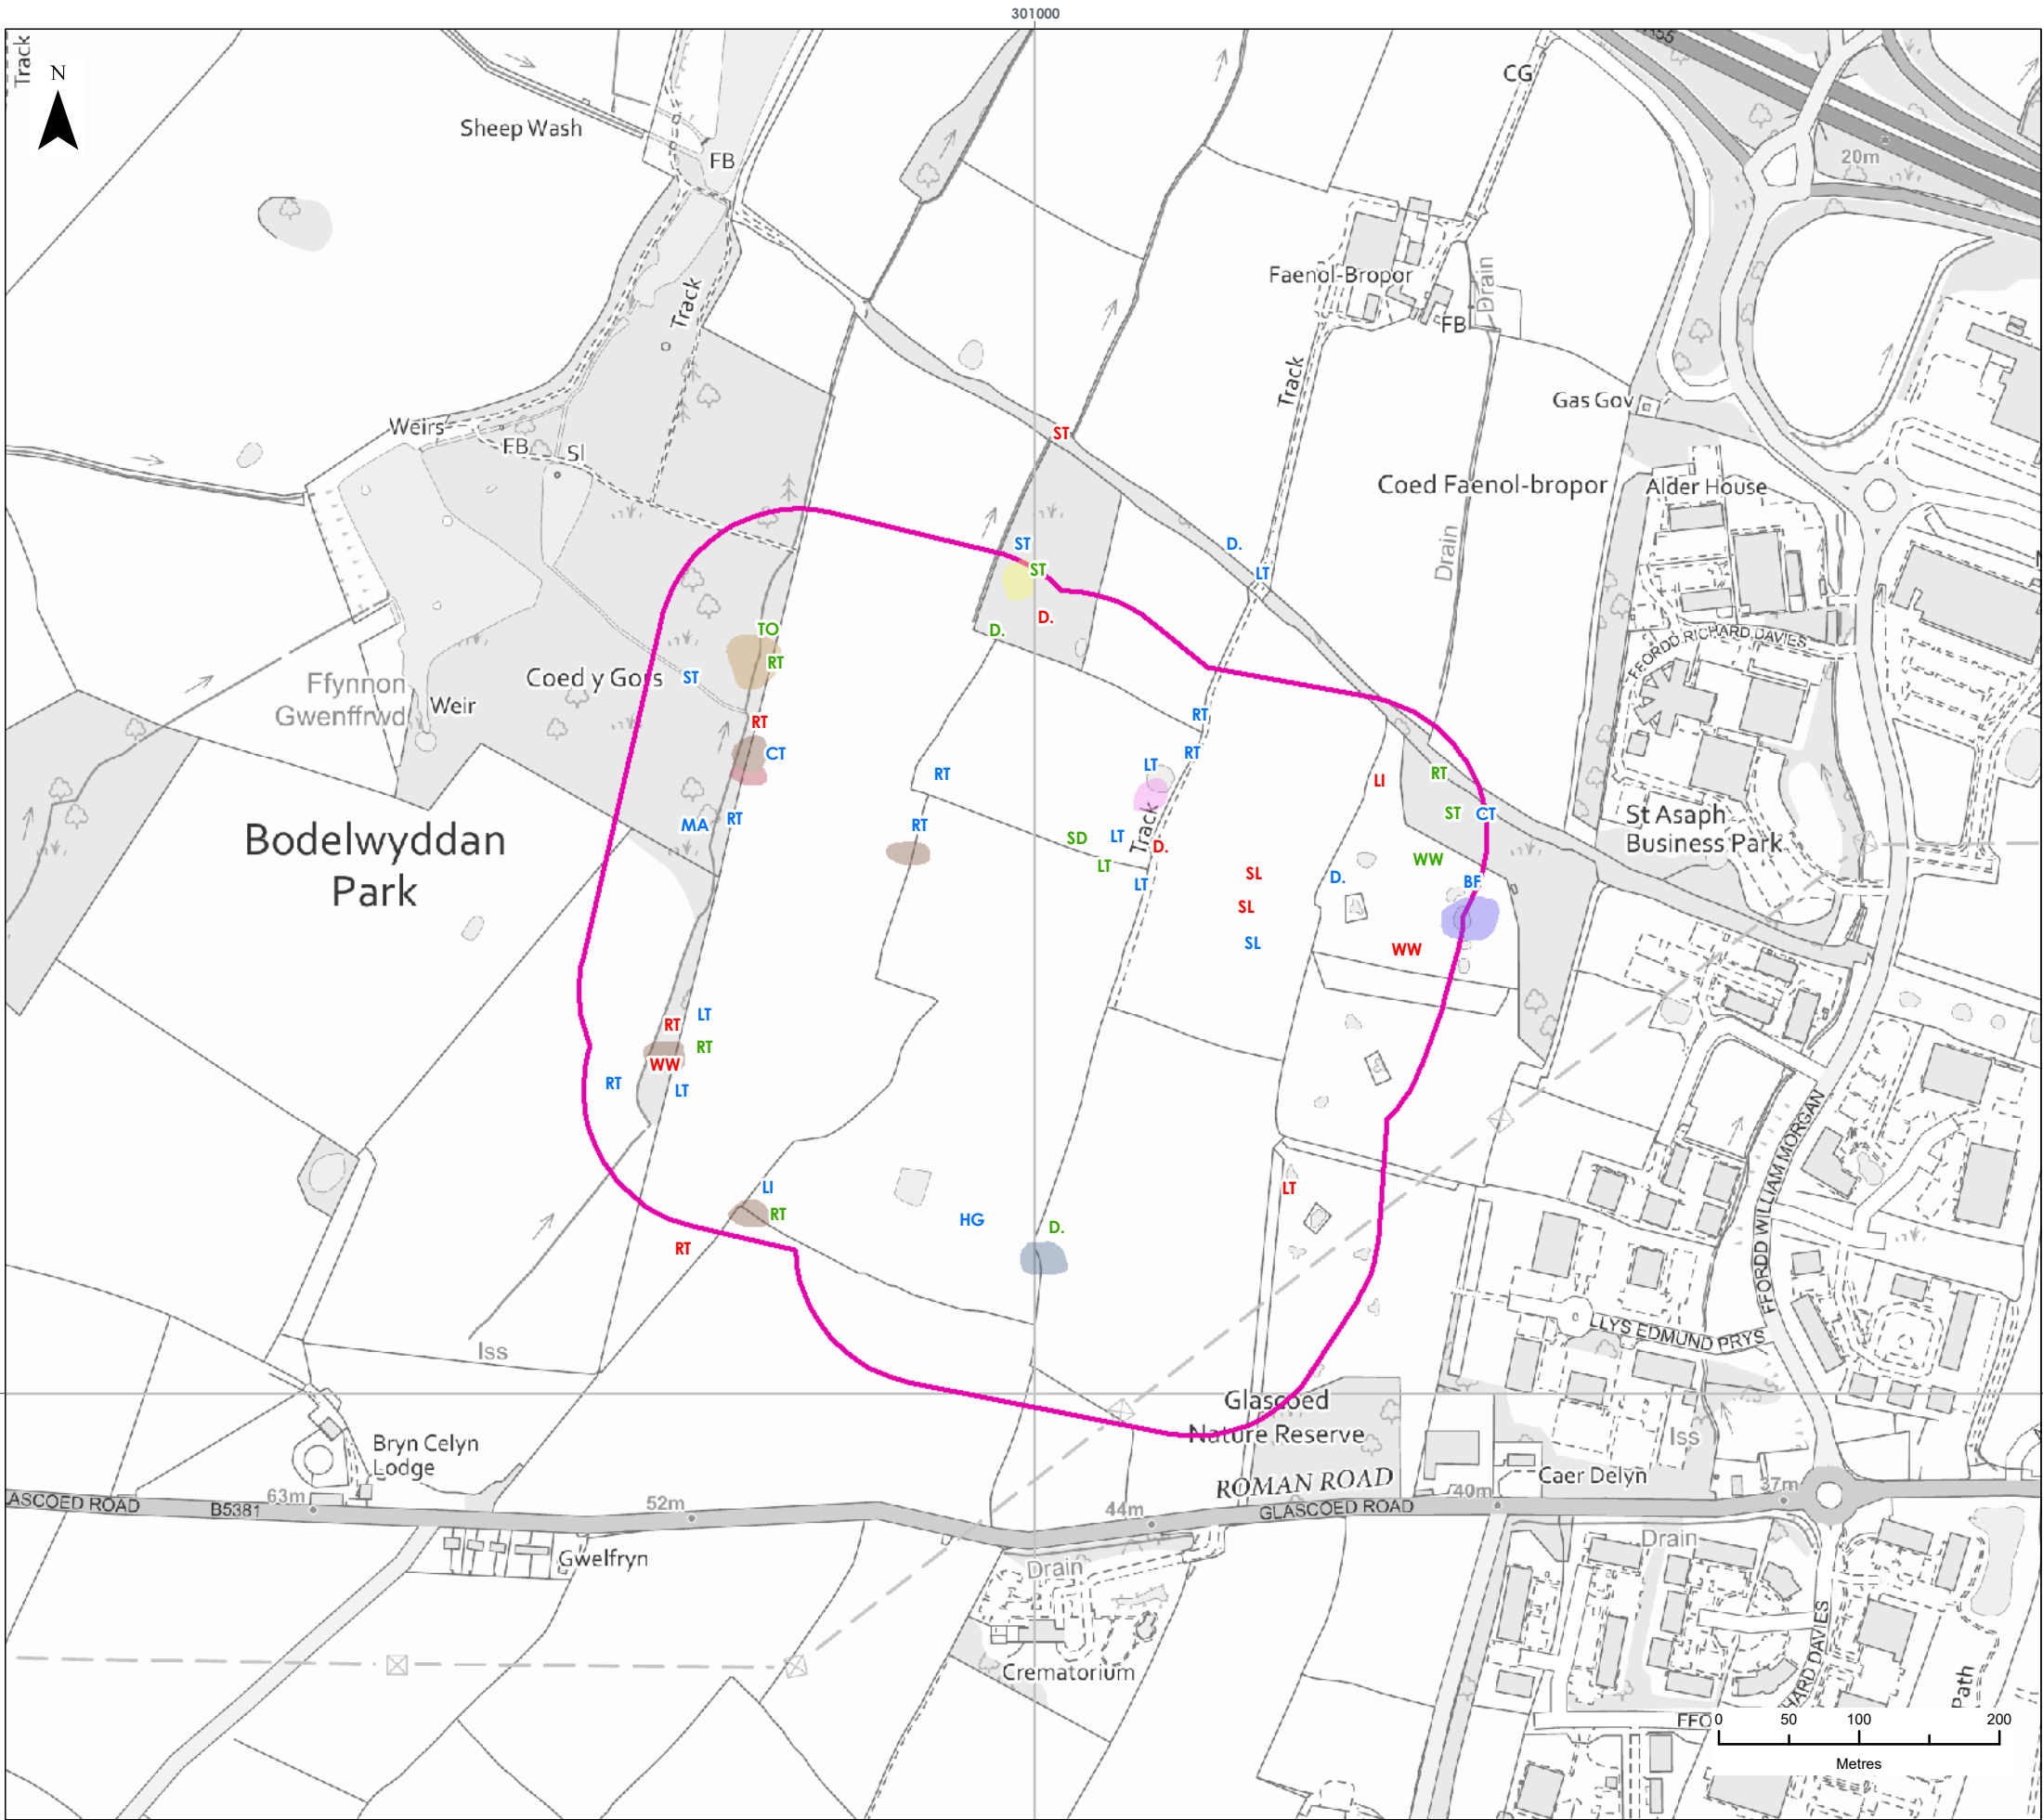 301000
Track
N
A55
CG
Sheep Wash
20m
FB
Faenol-Bropor
Drain
Track
FB
Track
Gas Gov
Weirs
ST
FB
SI
Coed Faenol-bropor
Alder House
ST
D.
Drain
ST
LT
D.
TO
D.
FFORDD RICHARD DAVIES
RT
Coed y Gors
ST
Ffynnon
Gwenffrwd
Weir
RT
RT
CT
RT
LT
RT
RT
LI
ST
CT
St Asaph
Business Park
MA
RT
RT
Track
Bodelwyddan
Park
SD
LT
D.
LT
WW
SL
D.
LT
BF
SL
SL
WW
LT
RT
RT
WW
RT
LT
FFORDD WILLIAM MORGAN
LI
LT
RT
HG
D.
RT
LLYS EDMUND PRYS
Iss
Glascoed
Nature Reserve
Iss
Bryn Celyn
Lodge
ROMAN ROAD
Caer Delyn
63m
52m
44m
40m
37m
ASCOED ROAD
B5381
GLASCOED ROAD
Gwelfryn
Drain
Drain
Crematorium
HARD DAVIES
Path
FFO
0 50 100 200
Metres